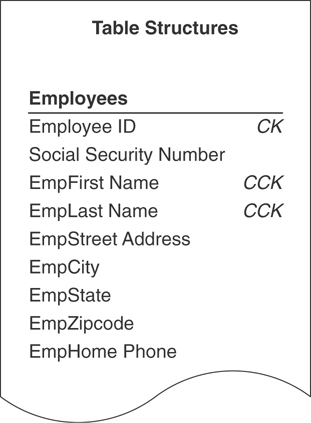 Table Structures
Employees
Employee ID CK
Social Security Number
EmpFirst Name CCK
EmpLast Name CCK
EmpStreet Address
EmpCity
EmpState
EmpZipcode
EmpHome Phone